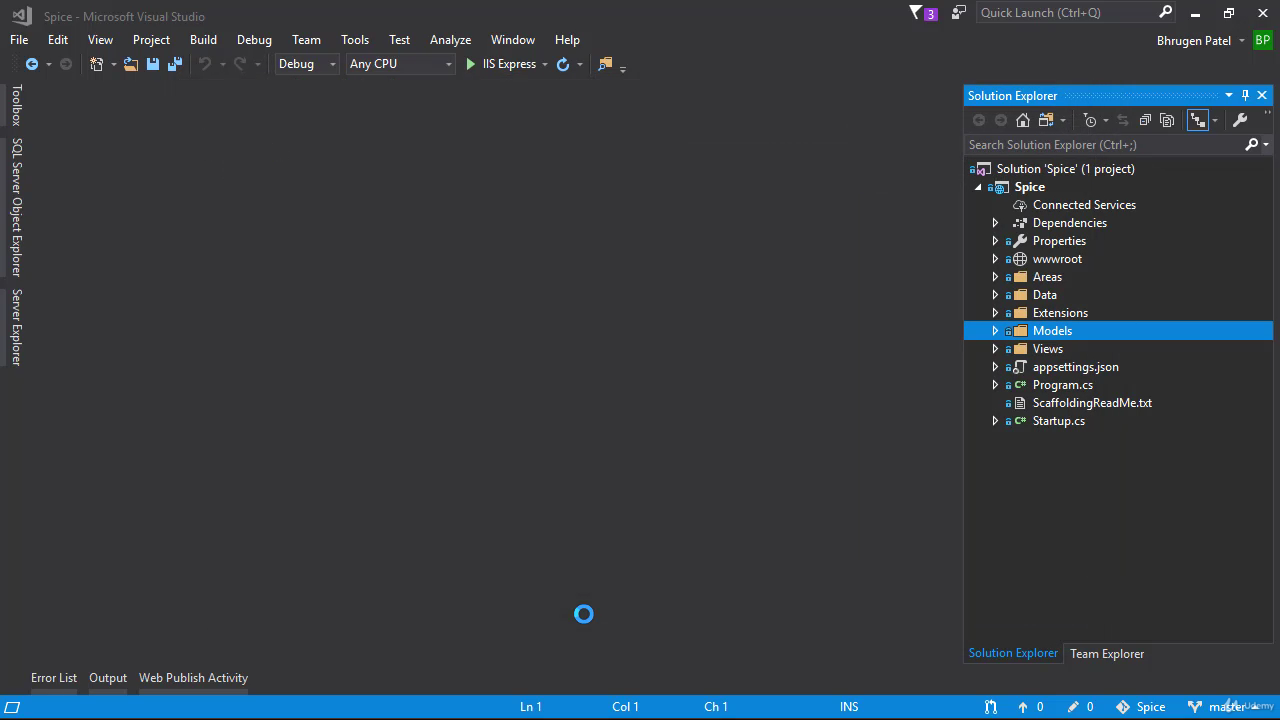 Spice - Microsoft Visual Studio
3
Quick Launch (Ctrl+Q)
File Edit View Project Build Debug Team Tools Test Analyze Window Help
Bhrugen Patel BP
Debug Any CPU IIS Express
Toolbox
SQL Server Object Explorer
Server Explorer
Solution Explorer
Search Solution Explorer (Ctrl+;)
Solution 'Spice' (1 project)
Spice
Connected Services
Dependencies
Properties
wwwroot
Areas
Data
Extensions
Models
Views
appsettings.json
C# Program.cs
ScaffoldingReadMe.txt
C# Startup.cs
Solution Explorer Team Explorer
Error List Output Web Publish Activity
Ln 1 Col 1 Ch 1 INS 0 0 Spice master
Udemy